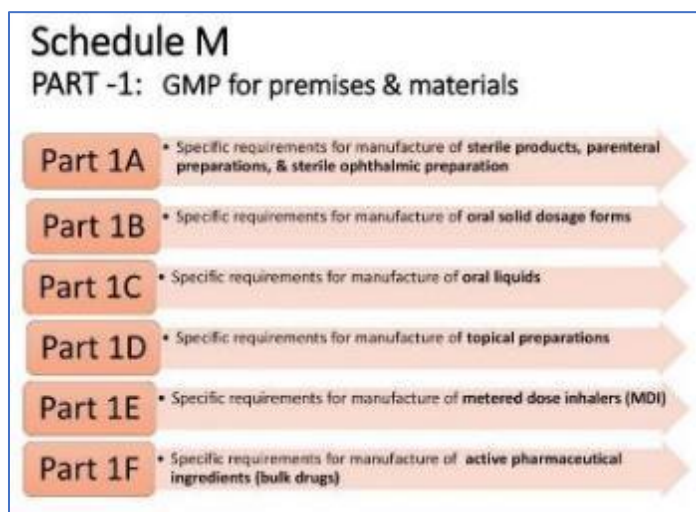 Schedule M
PART -1: GMP for premises & materials
Part 1A
• Specific requirements for manufacture of sterile products, parenteral
preparations, & sterile ophthalmic preparation
Part 1B
• Specific requirements for manufacture of oral solid dosage forms
Part 1C
• Specific requirements for manufacture of oral liquids
Part 1D
• Specific requirements for manufacture of topical preparations
Part 1E
• Specific requirements for manufacture of metered dose inhalers (MDI)
Part 1F
• Specific requirements for manufacture of active pharmaceutical
ingredients (bulk drugs)